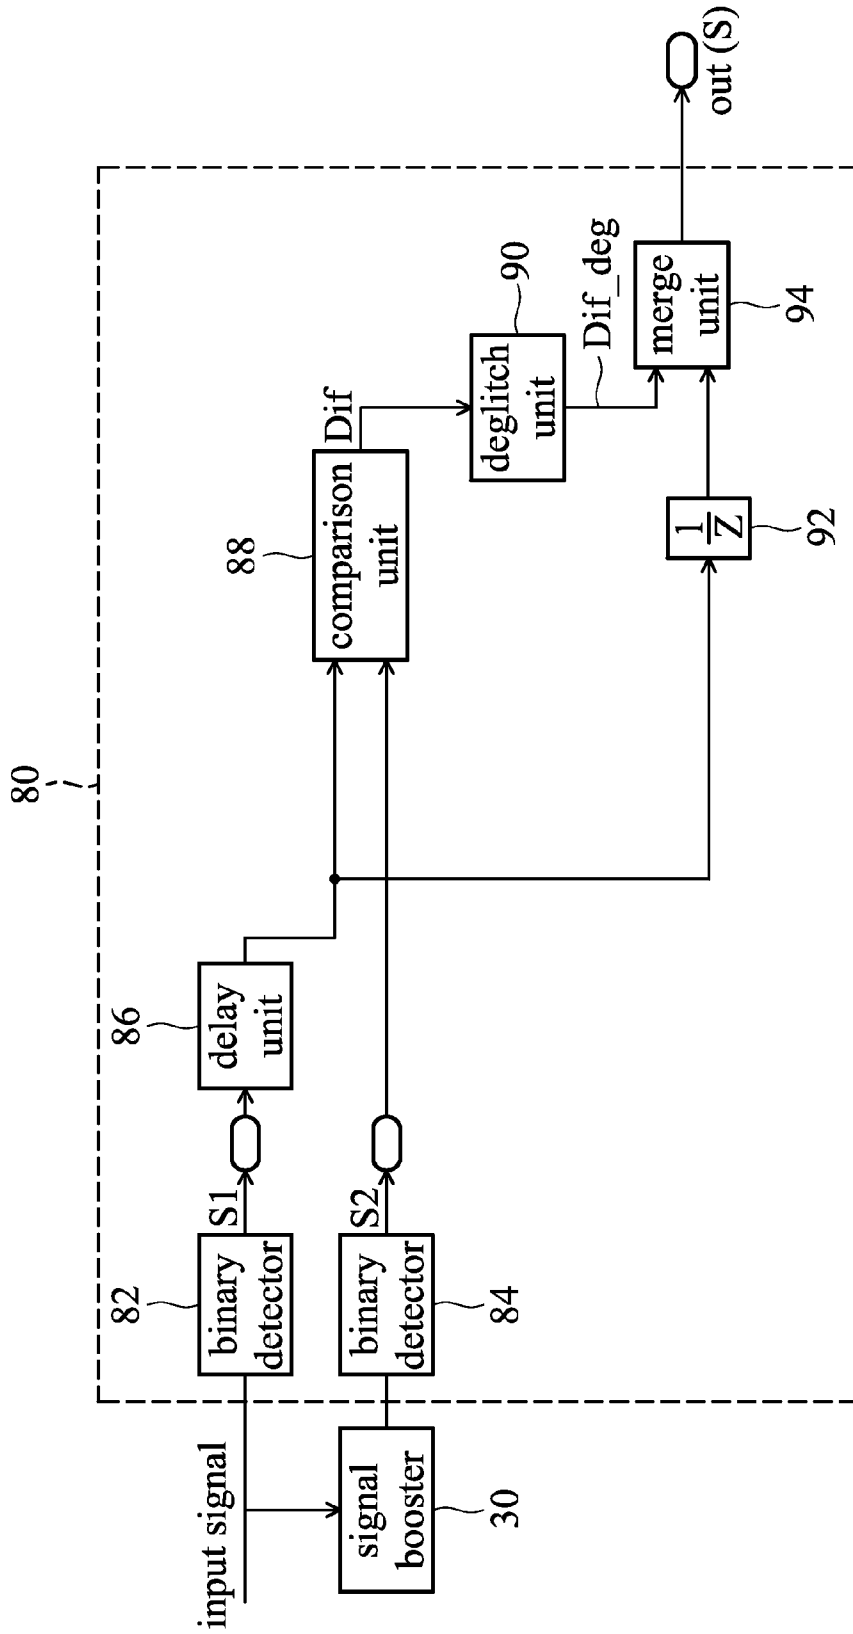 80
input signal
signal
booster
30
binary
detector
82
S1
binary
detector
84
S2
delay
unit
86
comparison
unit
88
Dif
deglitch
unit
90
Dif_deg
1
Z
92
merge
unit
94
out (S)